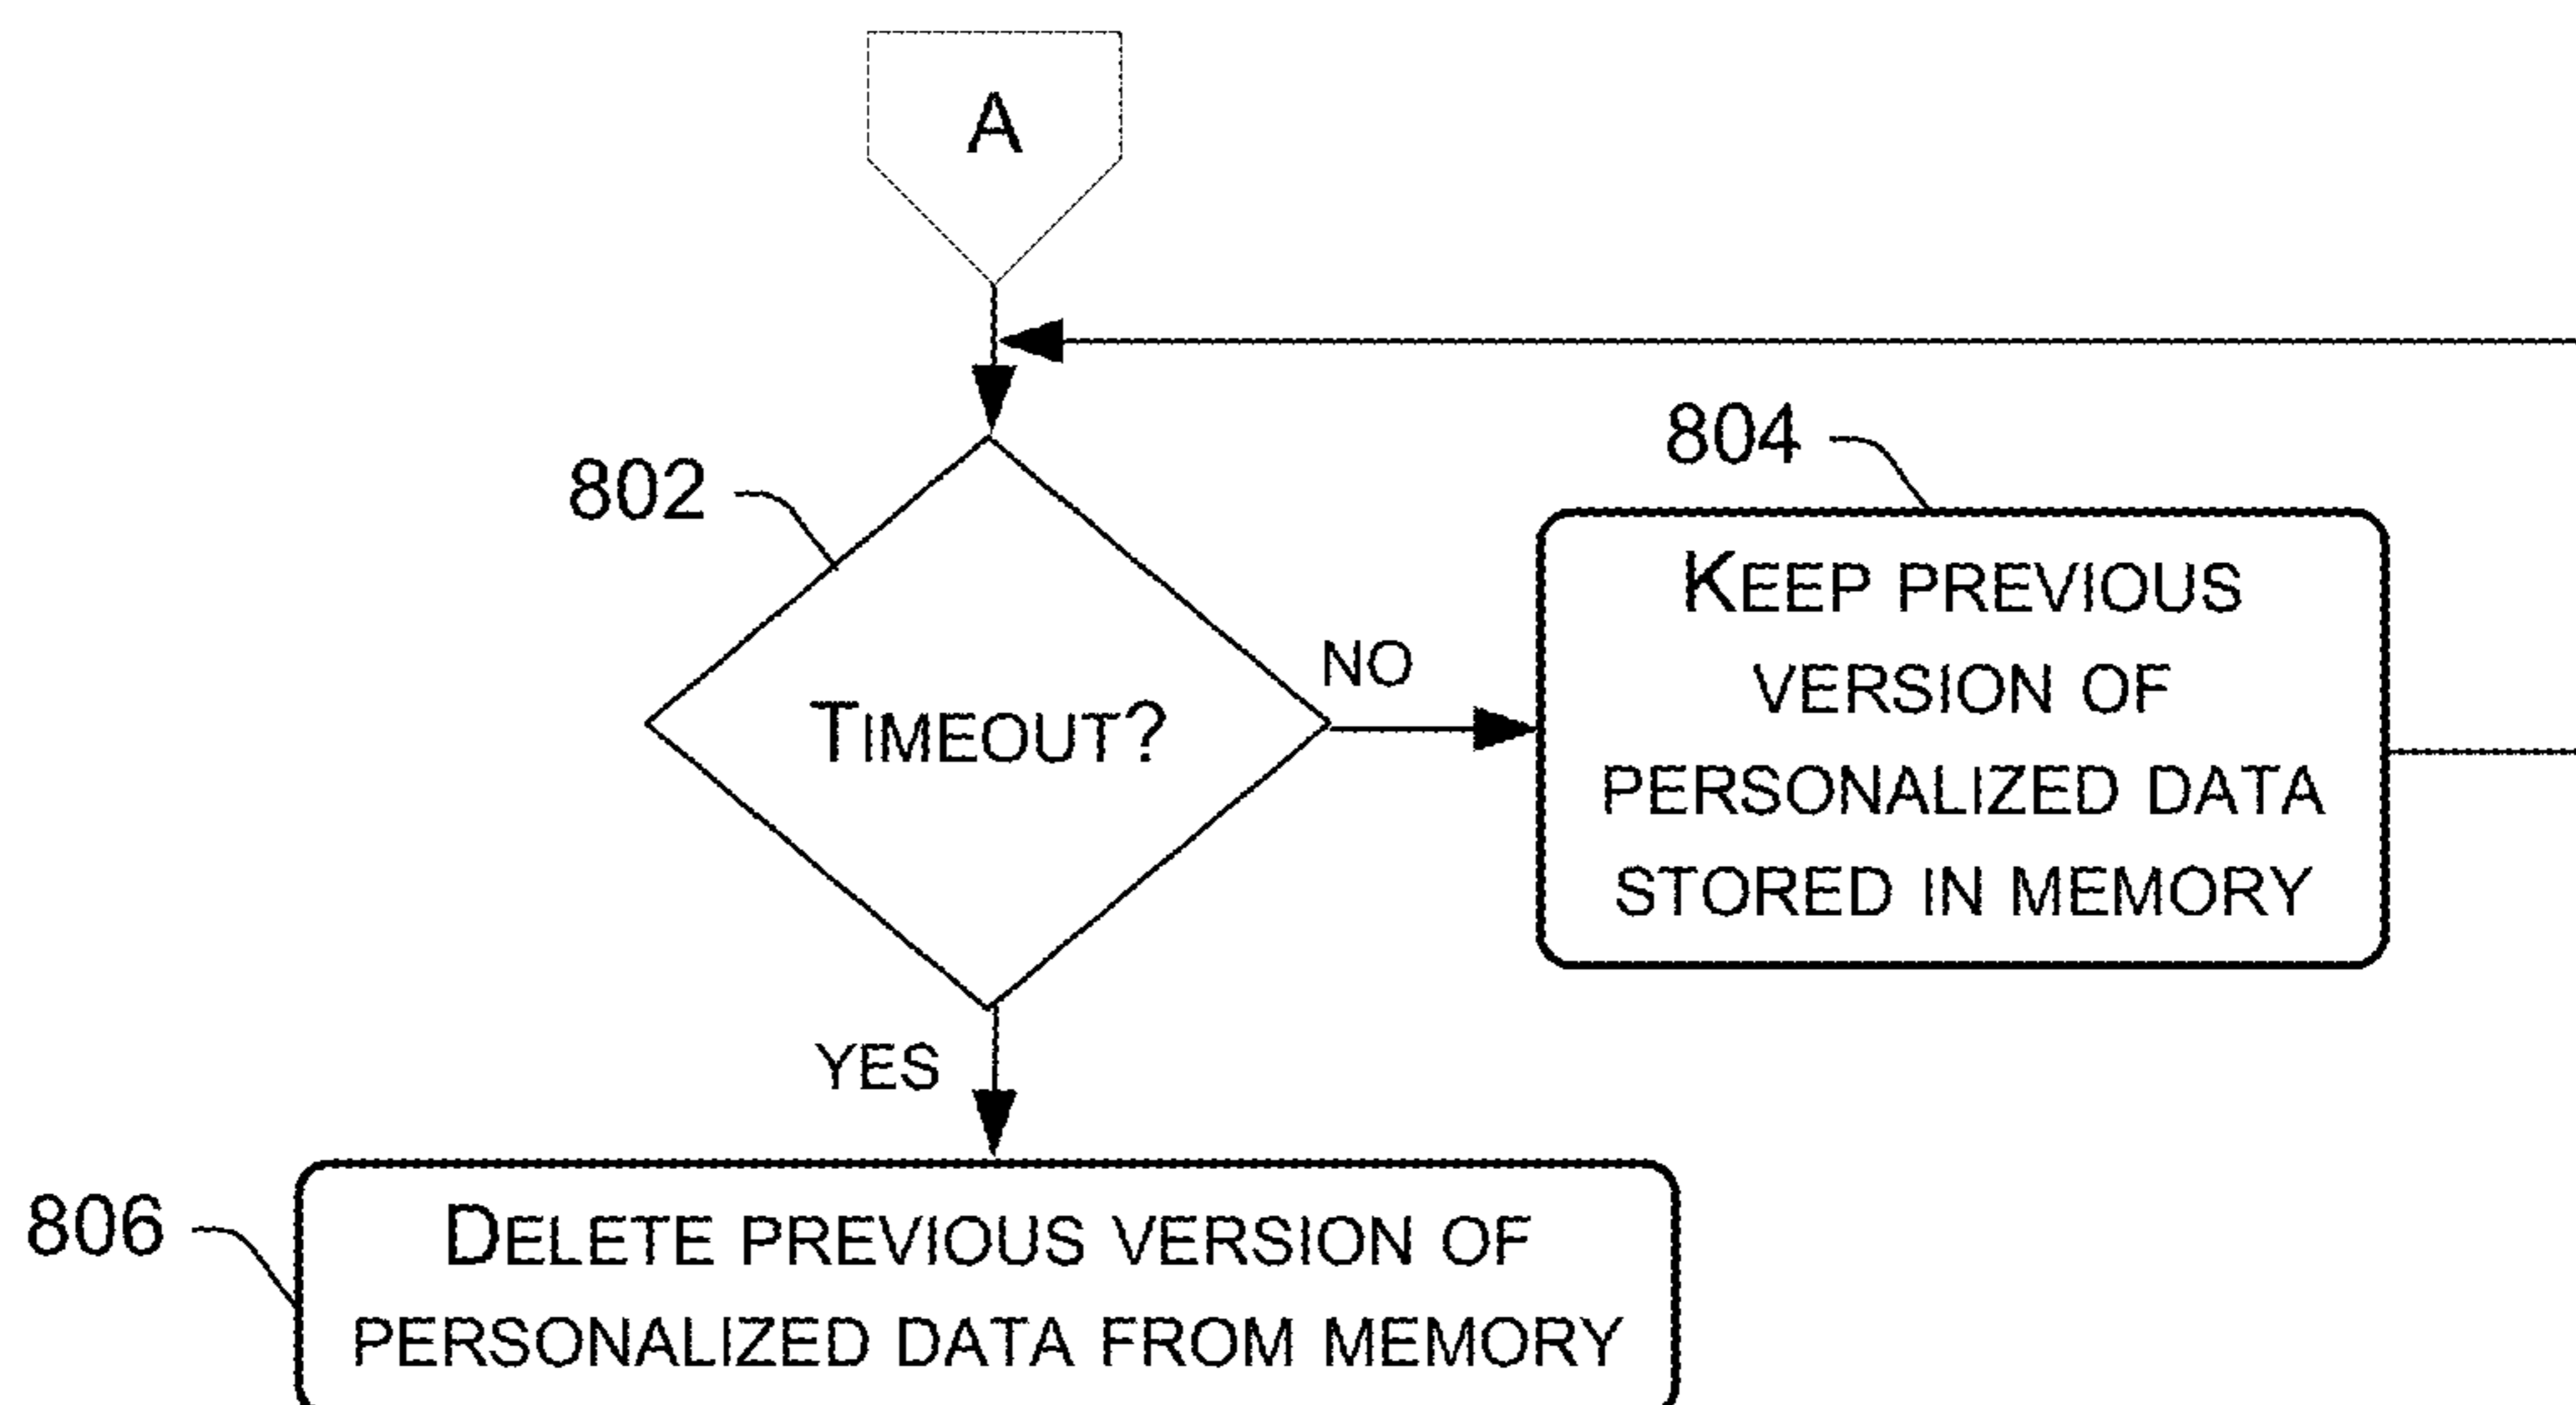 A
804
802
KEEP PREVIOUS
VERSION OF
PERSONALIZED DATA
STORED IN MEMORY
NO
TIMEOUT?
YES
806
DELETE PREVIOUS VERSION OF
PERSONALIZED DATA FROM MEMORY